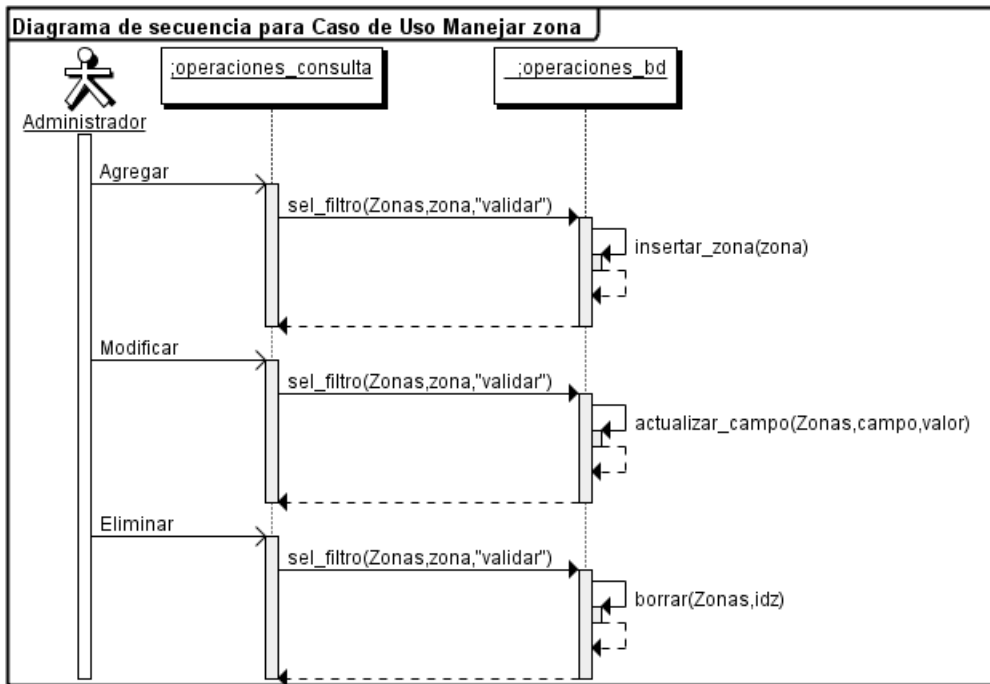 Diagrama de secuencia para Caso de Uso Manejar zona
;operaciones_consulta
_;operaciones_bd
Administrador
Agregar
sel_filtro(Zonas,zona,"validar")
insertar_zona(zona)
Modificar
sel_filtro(Zonas,zona,"validar")
actualizar_campo(Zonas,campo,valor)
Eliminar
sel_filtro(Zonas,zona,"validar")
borrar(Zonas,idz)